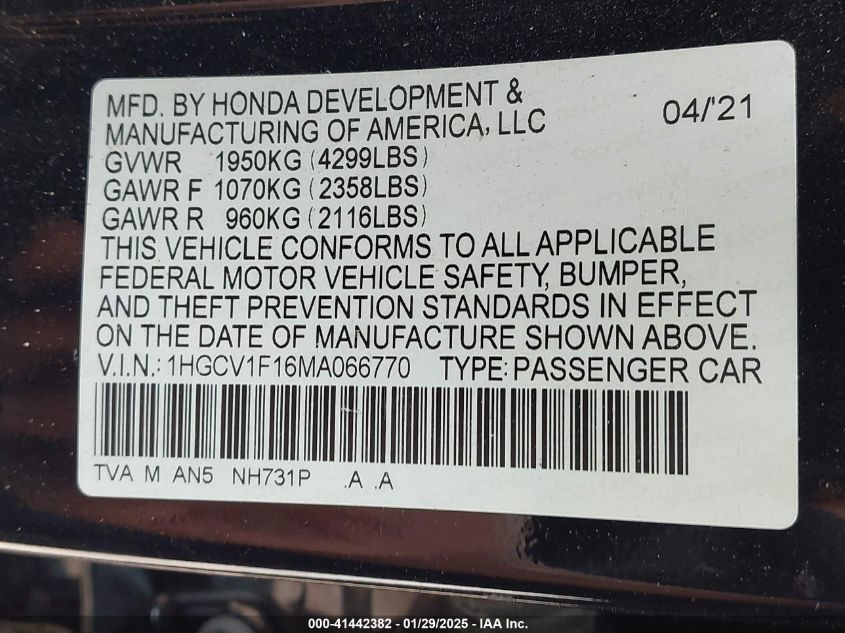 MFD. BY HONDA DEVELOPMENT &
MANUFACTURING OF AMERICA, LLC
04/'21
GVWR 1950KG (4299LBS)
GAWR F 1070KG (2358LBS)
GAWR R 960KG (2116LBS)
THIS VEHICLE CONFORMS TO ALL APPLICABLE
FEDERAL MOTOR VEHICLE SAFETY, BUMPER,
AND THEFT PREVENTION STANDARDS IN EFFECT
ON THE DATE OF MANUFACTURE SHOWN ABOVE.
V.I.N.: 1HGCV1F16MA066770 TYPE: PASSENGER CAR
TVA M AN5 NH731P .A .A
000-41442382 - 01/29/2025 - IAA Inc.